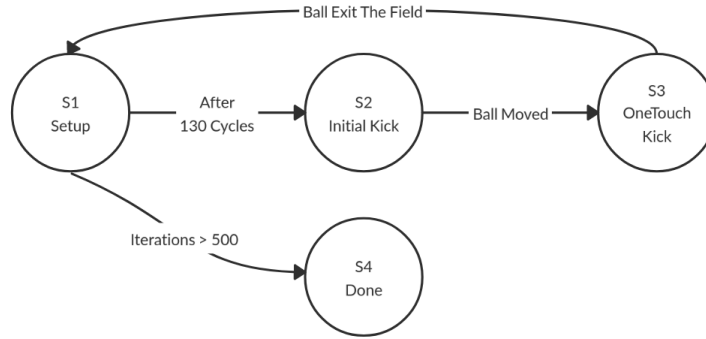 Ball Exit The Field
S1
Setup
After
130 Cycles
S2
Initial Kick
Ball Moved
S3
OneTouch
Kick
Iterations > 500
S4
Done